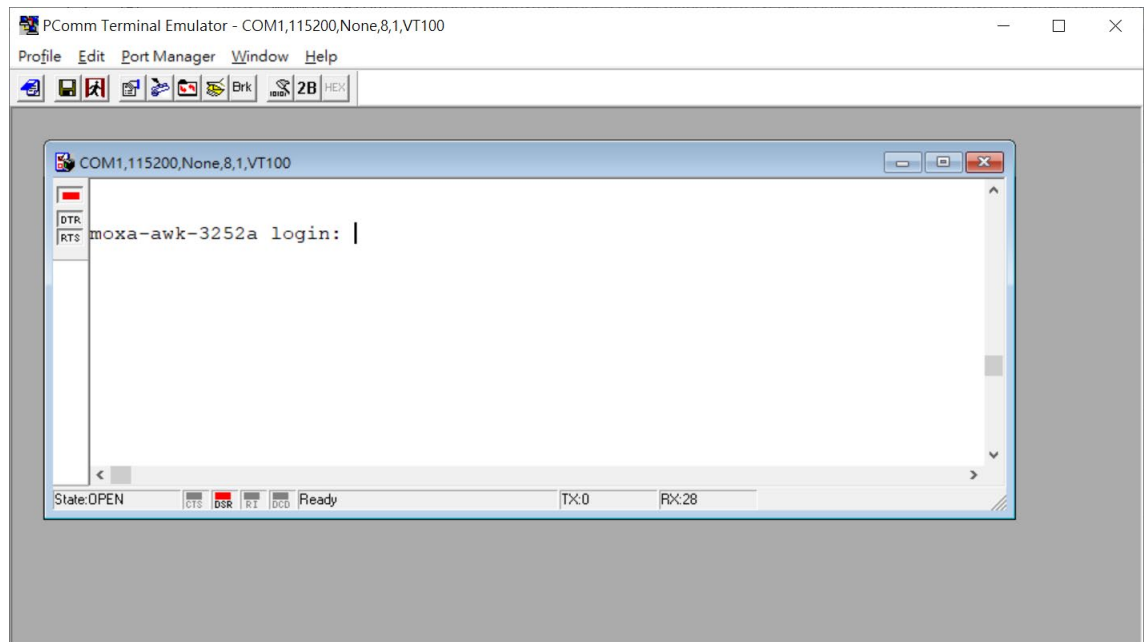 PComm Terminal Emulator - COM1,115200,None,8,1,VT100
Profile Edit Port Manager Window Help
Brk 2B HEX
COM1,115200,None,8,1,VT100
DTR
RTS
moxa-awk-3252a login:
State:OPEN CTS DSR RI DCD Ready TX:0 RX:28